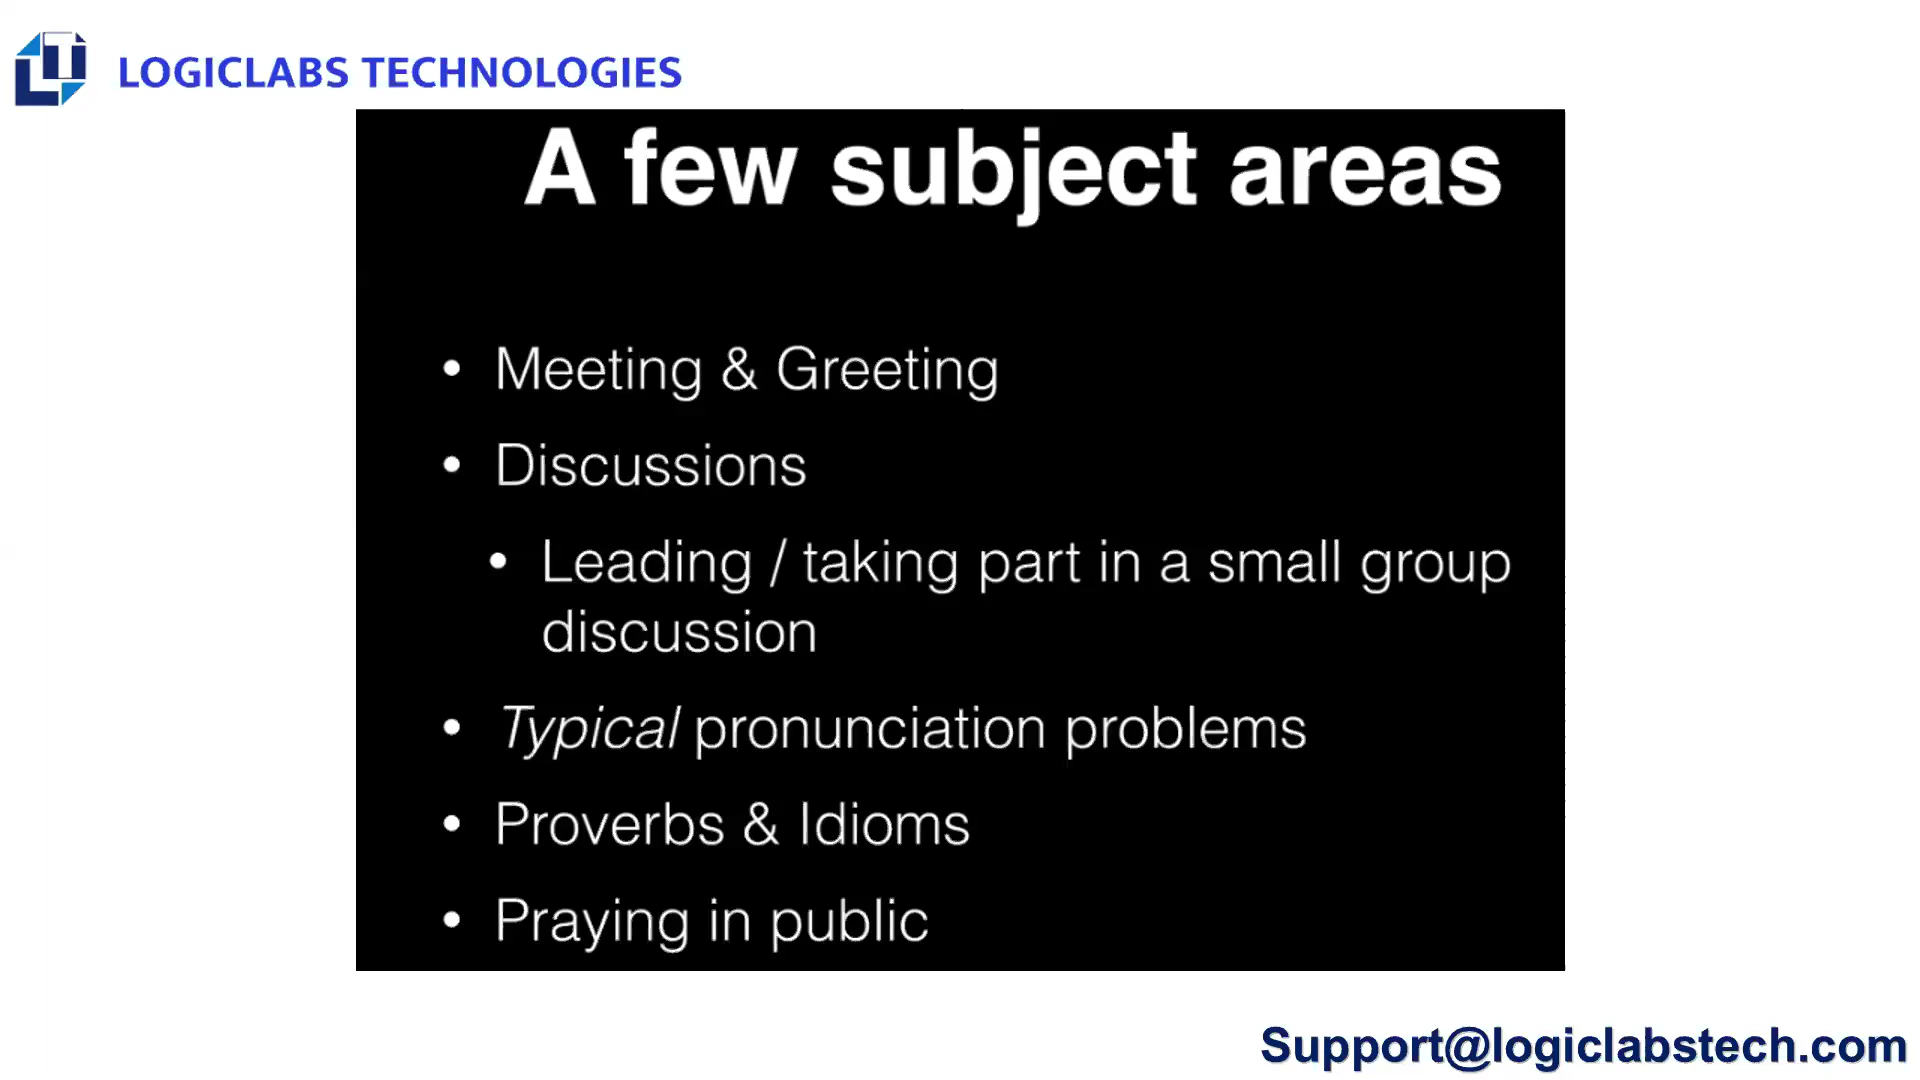 LOGICLABS TECHNOLOGIES
A few subject areas
• Meeting & Greeting
• Discussions
• Leading / taking part in a small group
discussion
• Typical pronunciation problems
• Proverbs & Idioms
• Praying in public
Support@logiclabstech.com